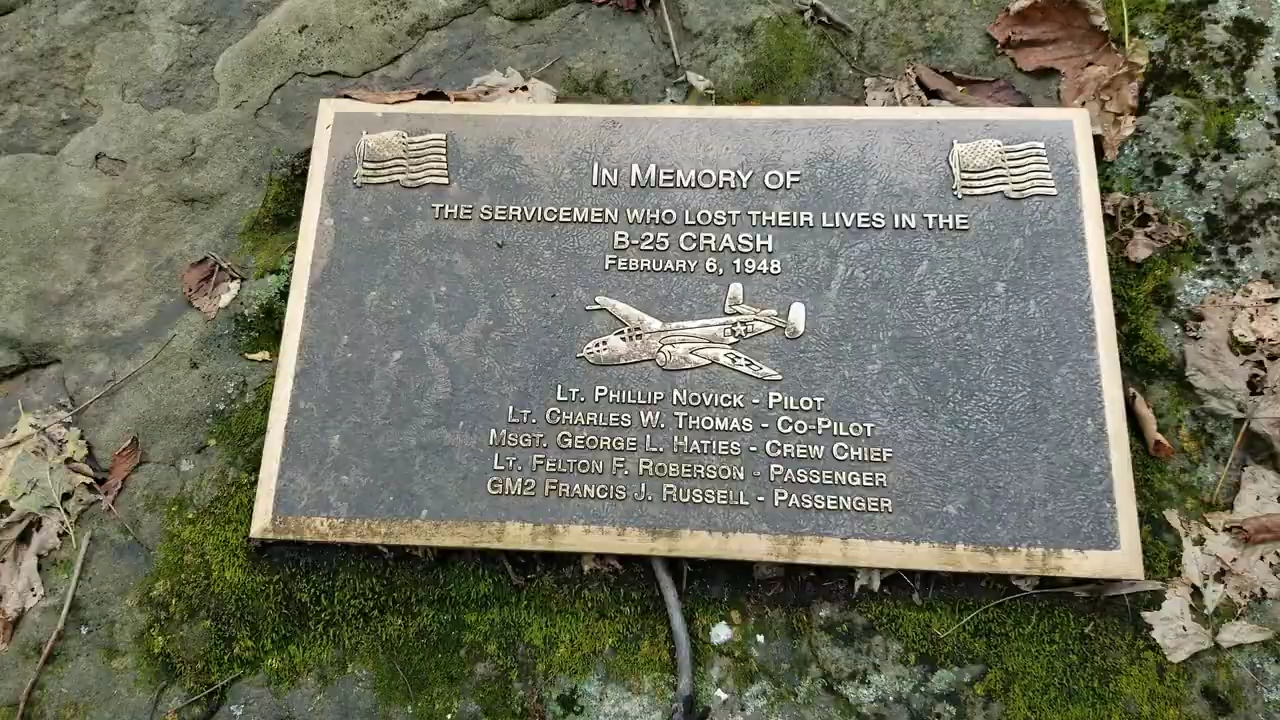 In Memory of
the servicemen who lost their lives in the
B-25 CRASH
February 6, 1948
Lt. Phillip Novick - Pilot
Lt. Charles W. Thomas - Co-Pilot
Msgt. George L. Haties - Crew Chief
Lt. Felton F. Roberson - Passenger
GM2 Francis J. Russell - Passenger